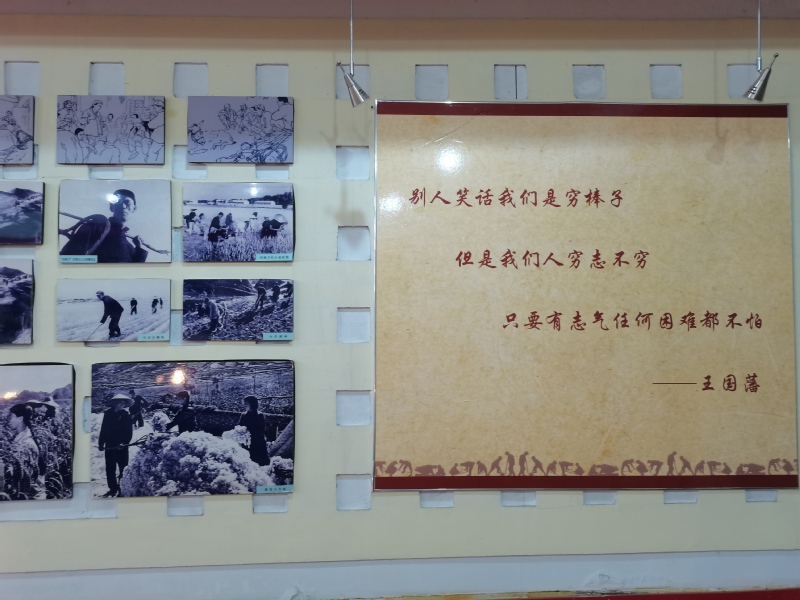 别人笑话我们是穷棒子
但是我们人穷志不穷
只要有志气任何困难都不怕
——王国藩